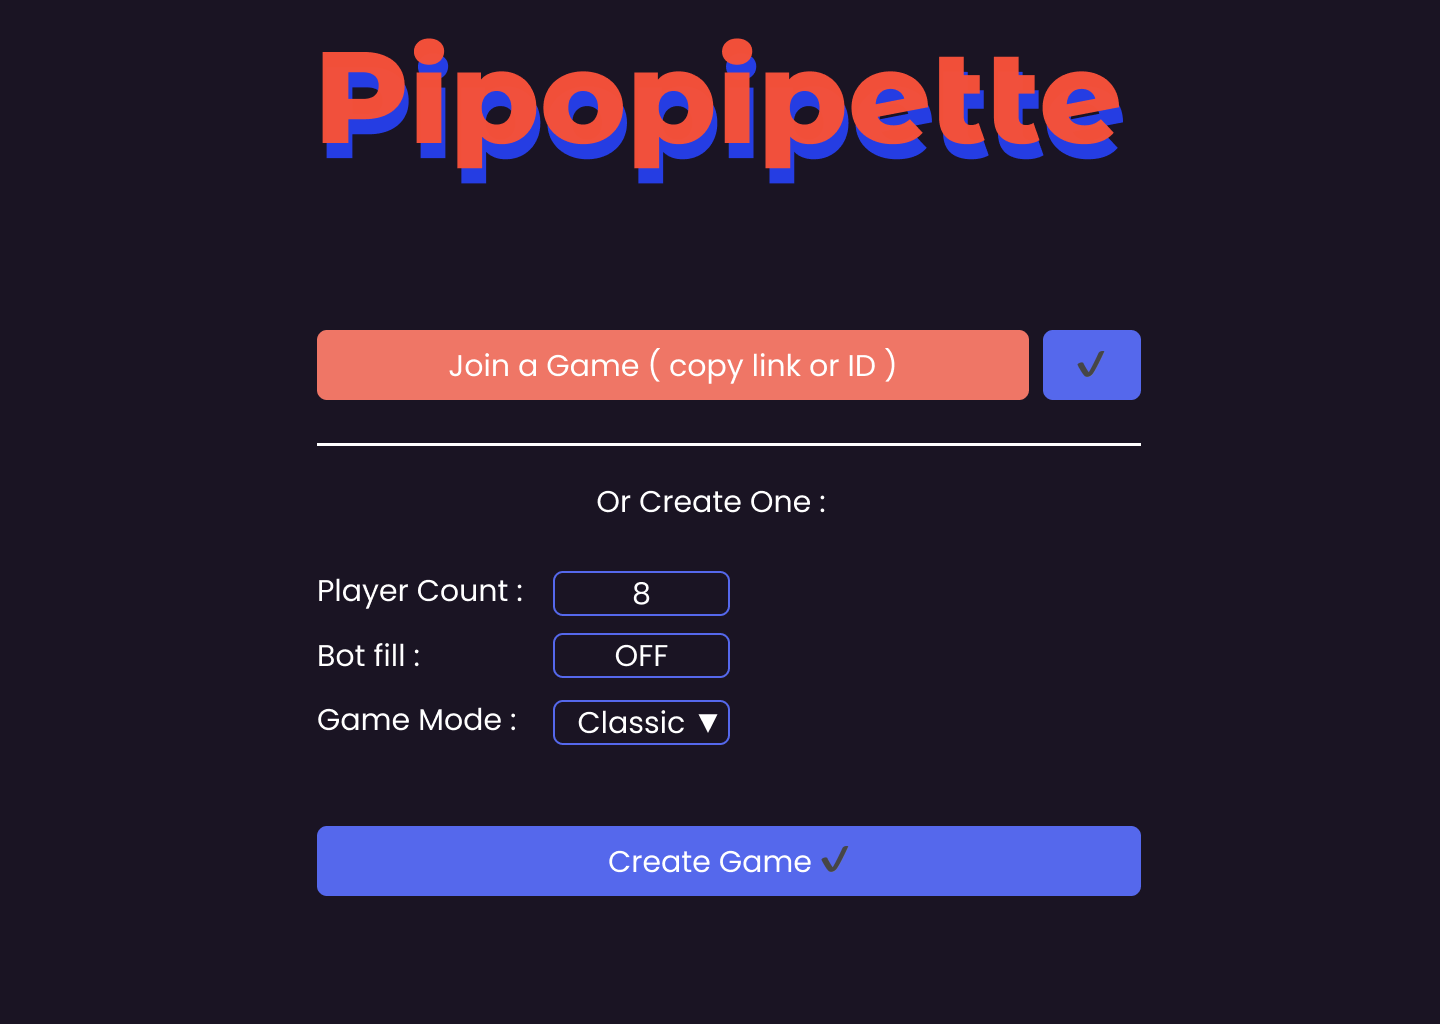 Pipopipette
Join a Game ( copy link or ID ) ✔
Or Create One :
Player Count : 8
Bot fill : OFF
Game Mode : Classic ▼
Create Game ✔